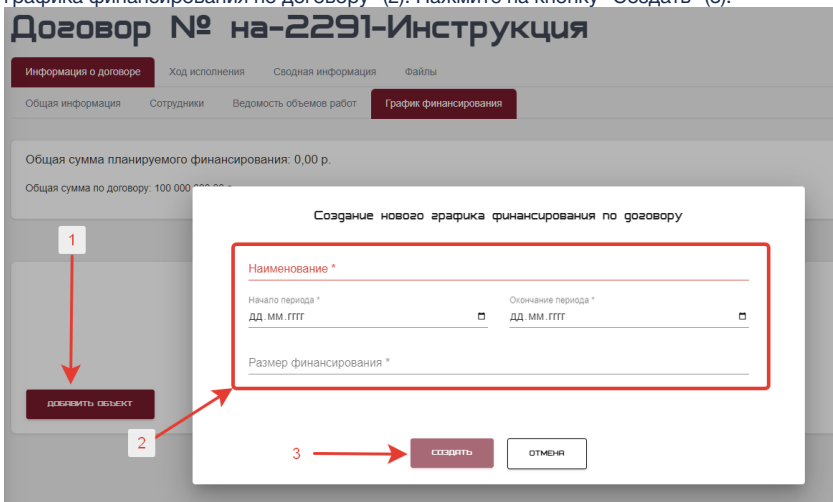 графика финансирования по договору" (2). Нажмите на кнопку "Создать" (3).
Договор № на-2291-Инструкция
Информация о договоре Ход исполнения Сводная информация Файлы
Общая информация Сотрудники Ведомость объемов работ График финансирования
Общая сумма планируемого финансирования: 0,00 р.
Общая сумма по договору: 100 000
Создание нового графика финансирования по договору
1
Наименование *
Начало периода * Окончание периода *
дд.мм.гггг дд.мм.гггг
Размер финансирования *
ДОБАВИТЬ ОБЪЕКТ
2
3
СОЗДАТЬ ОТМЕНА